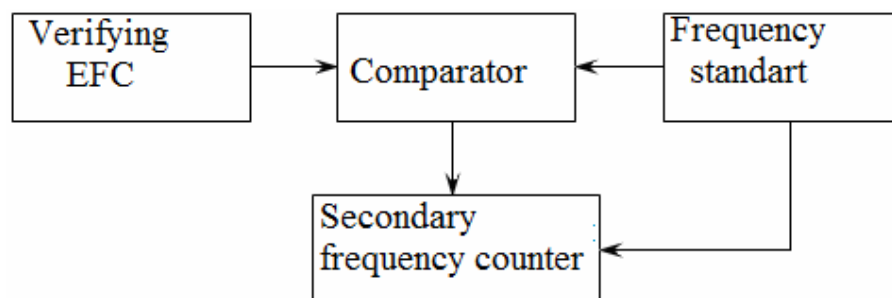 Verifying
EFC
Comparator
Frequency
standart
Secondary
frequency counter